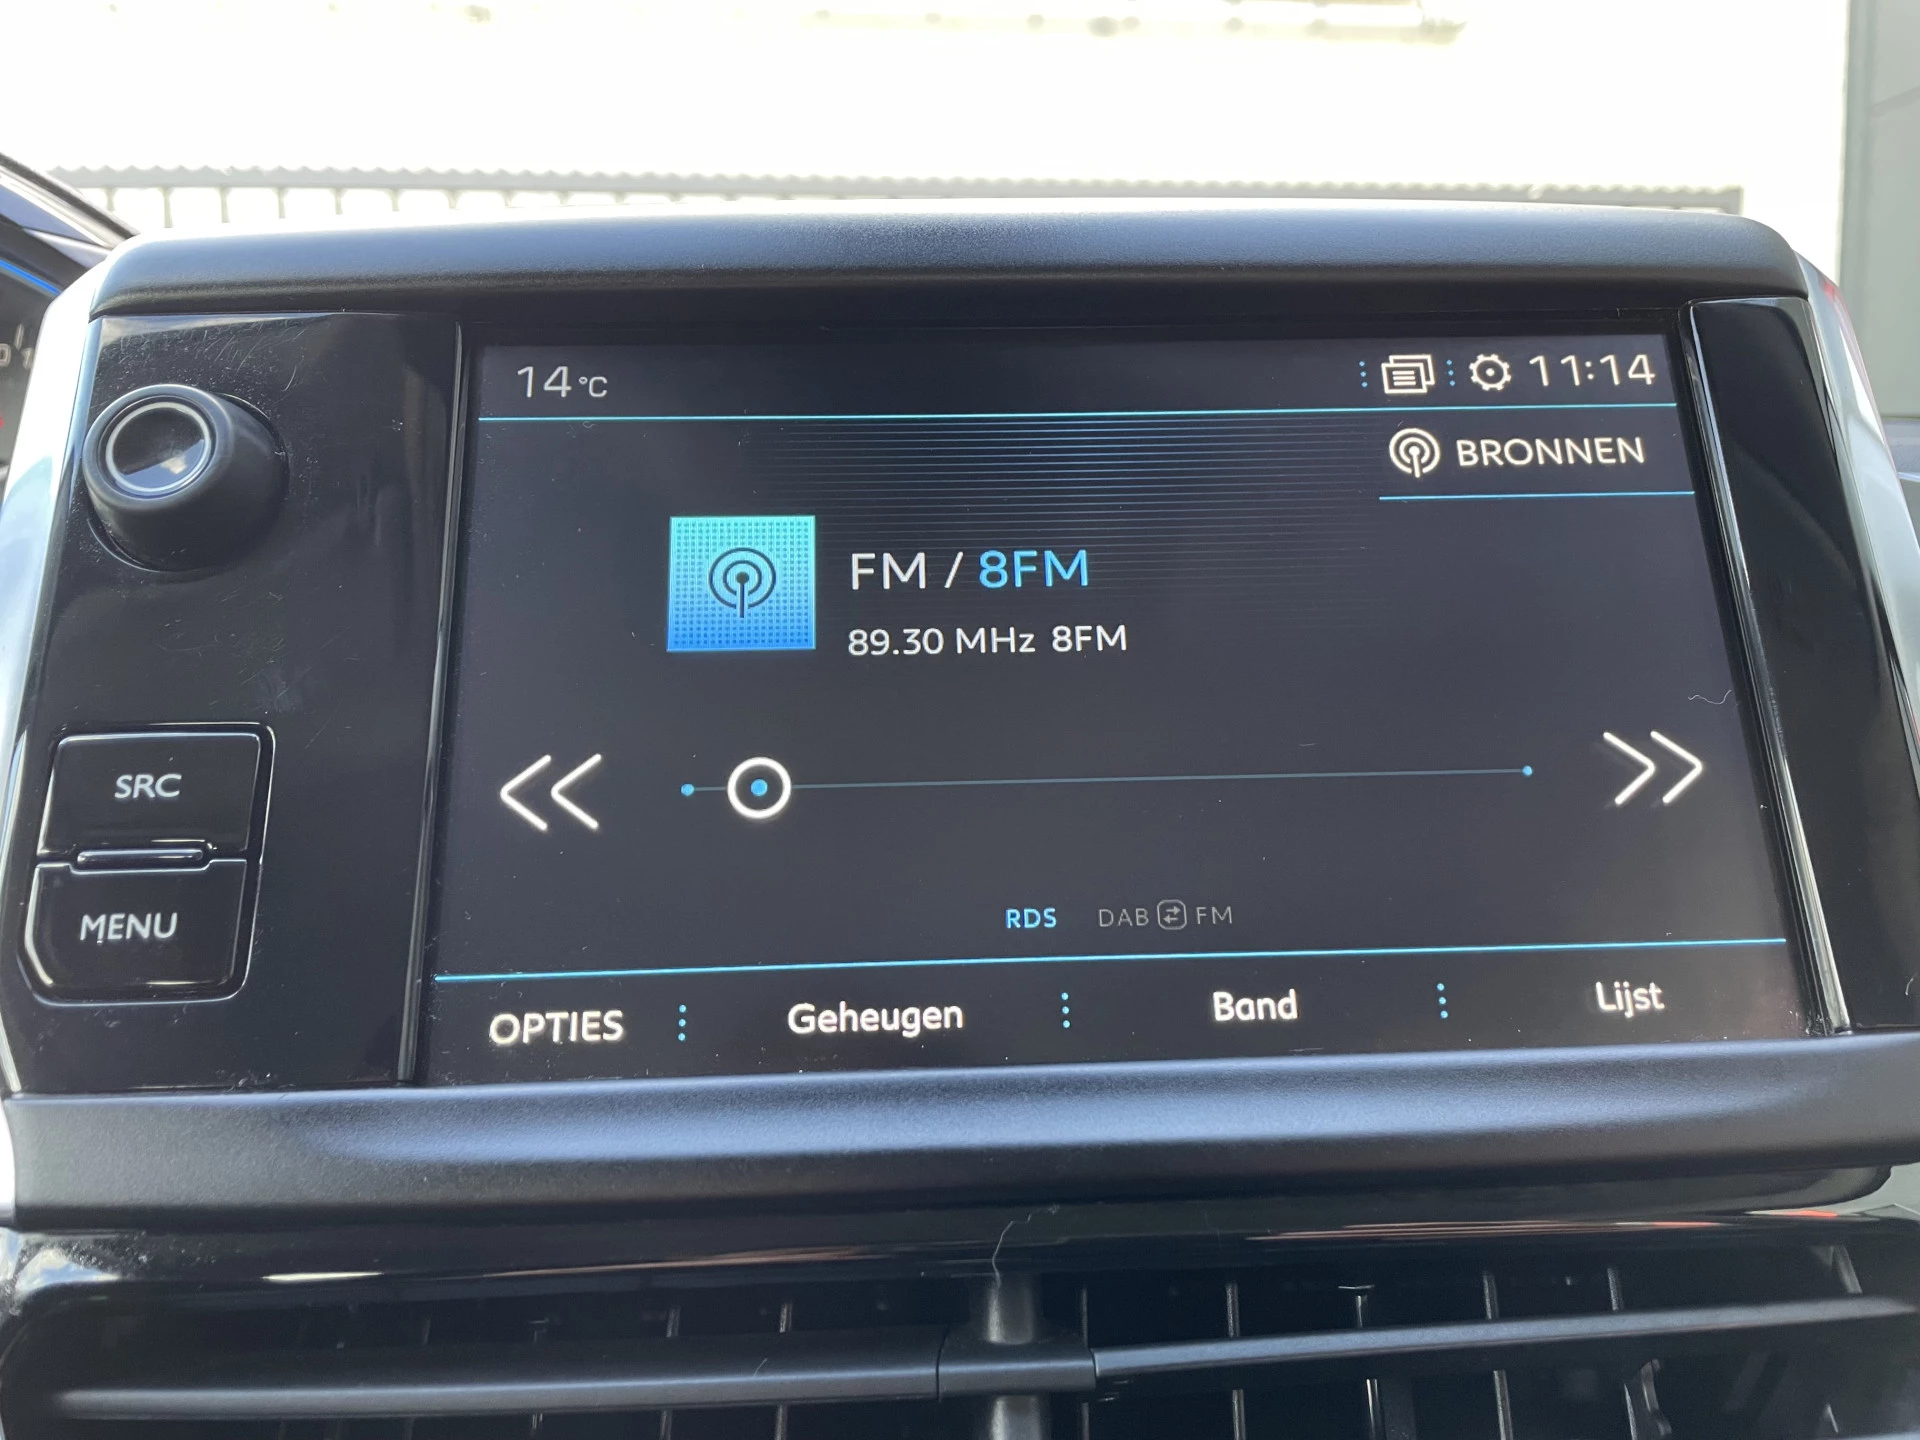 14°C
11:14
BRONNEN
FM / 8FM
89.30 MHz 8FM
SRC
MENU
RDS DAB FM
OPTIES Geheugen Band Lijst